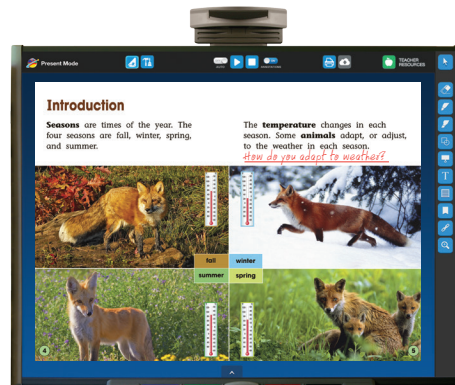 Present Mode
TEACHER
RESOURCES
Introduction
Seasons are times of the year. The
four seasons are fall, winter, spring,
and summer.
The temperature changes in each
season. Some animals adapt, or adjust,
to the weather in each season.
How do you adapt to weather?
fall
winter
summer
spring
4
5